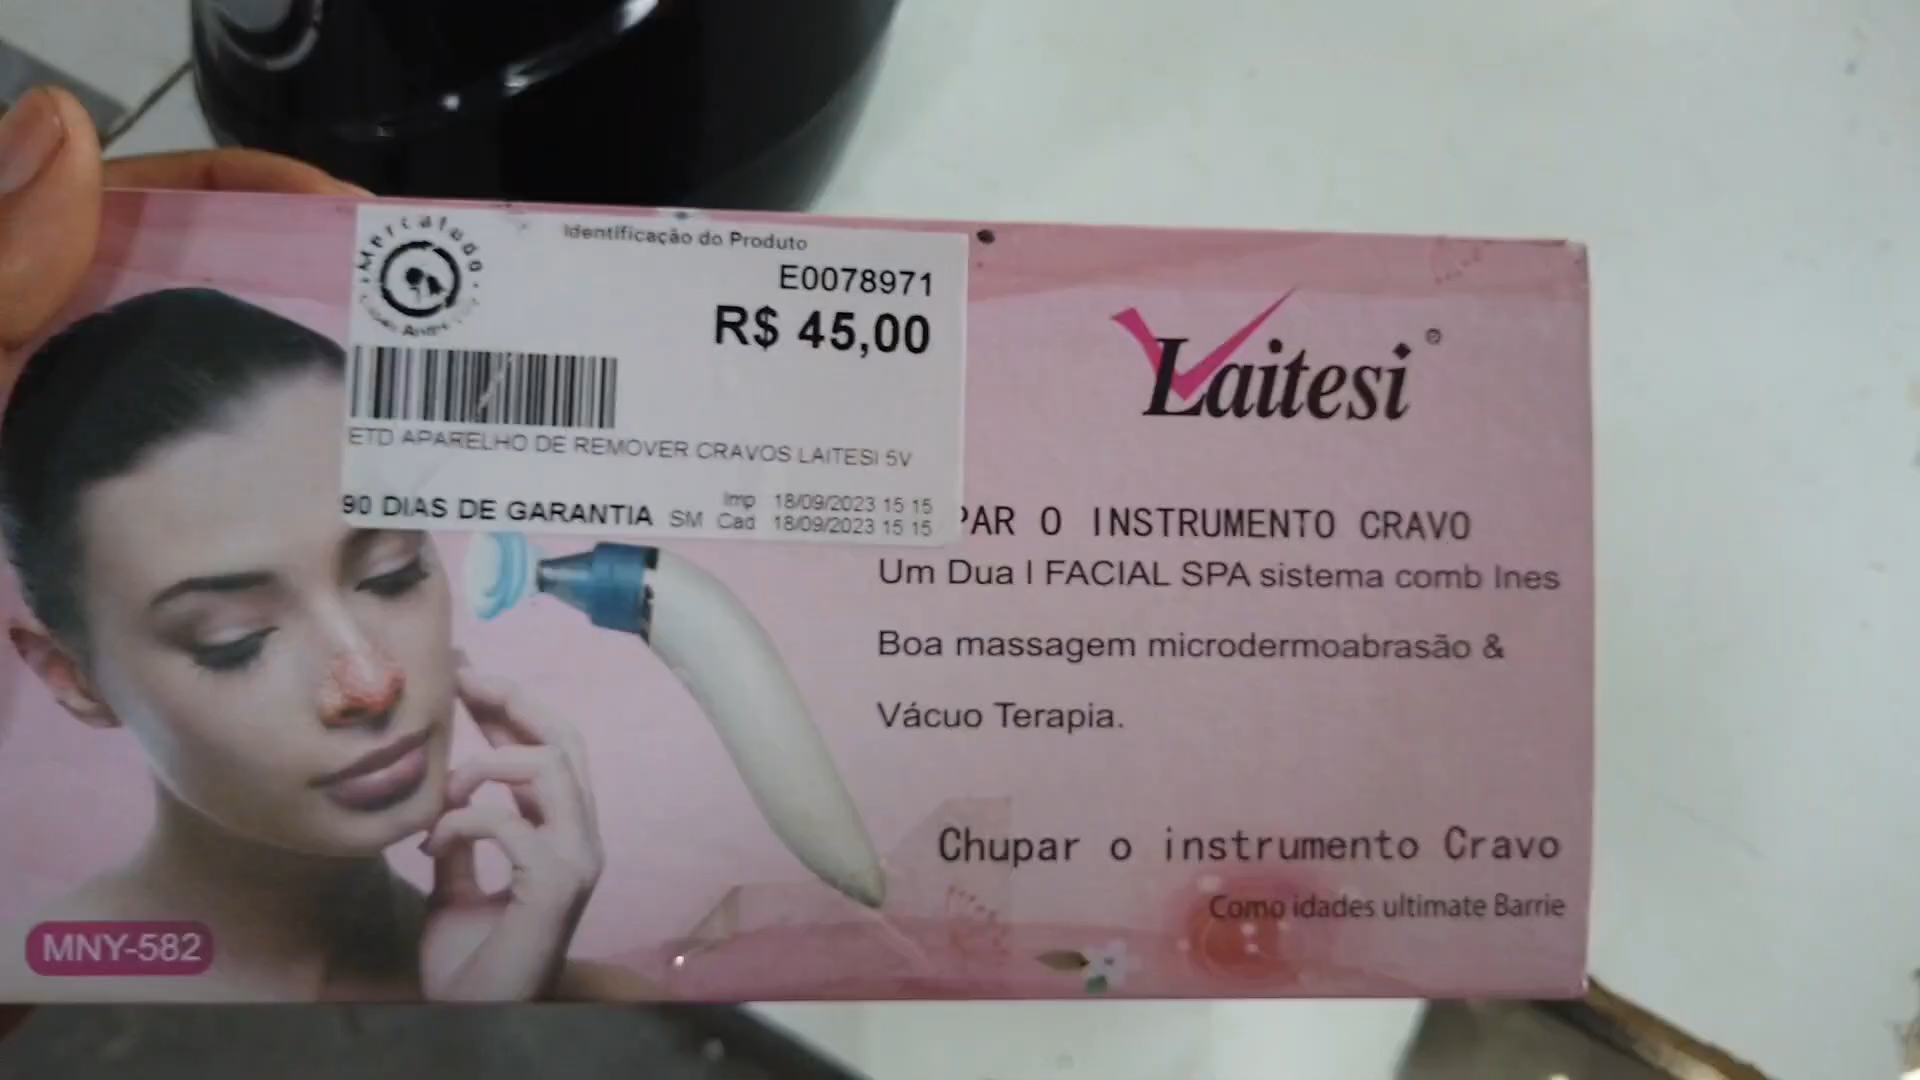 Mercatudo
Identificação do Produto
E0078971
R$ 45,00
ETD APARELHO DE REMOVER CRAVOS LAITESI 5V
90 DIAS DE GARANTIA
SM
Imp 18/09/2023 15 15
Cad 18/09/2023 15 15
Laitesi ®
PAR O INSTRUMENTO CRAVO
Um Dua l FACIAL SPA sistema comb Ines
Boa massagem microdermoabrasão &
Vácuo Terapia.
Chupar o instrumento Cravo
Como idades ultimate Barrie
MNY-582